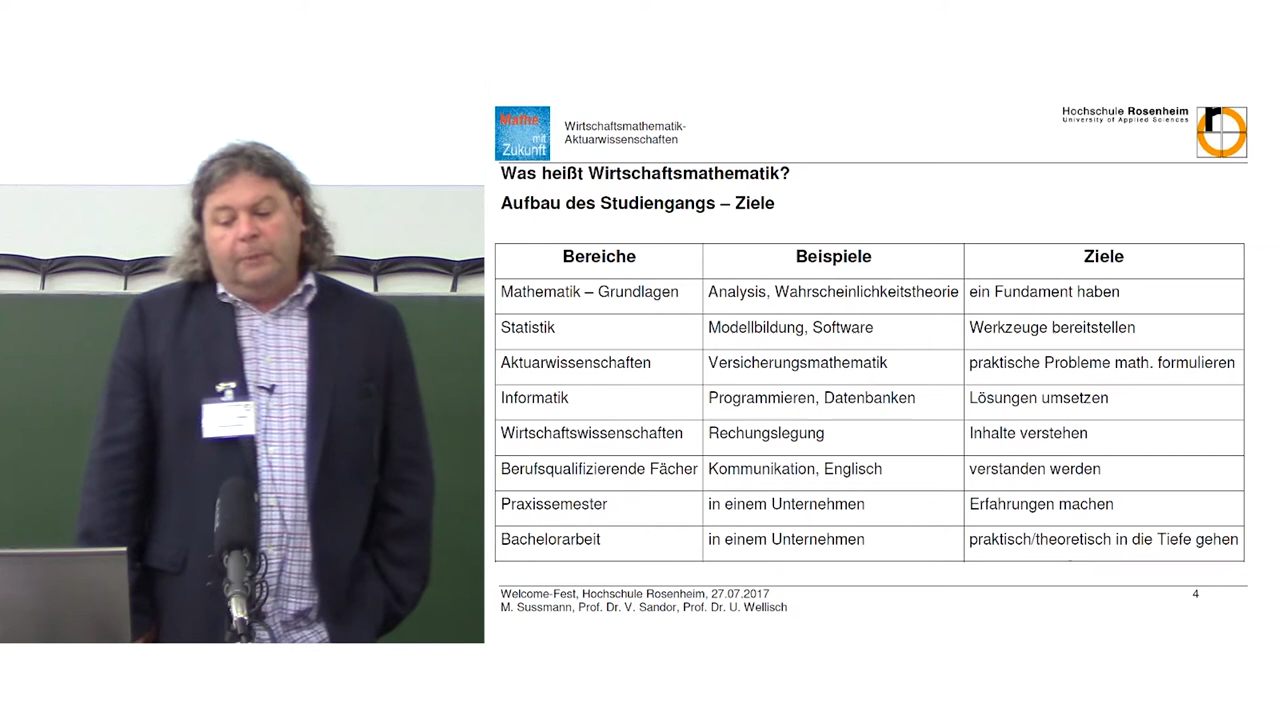 Mathe
mit
Zukunft
Wirtschaftsmathematik-
Aktuarwissenschaften
Hochschule Rosenheim
University of Applied Sciences
r
Was heißt Wirtschaftsmathematik?
Aufbau des Studiengangs – Ziele
Bereiche Beispiele Ziele
Mathematik – Grundlagen Analysis, Wahrscheinlichkeitstheorie ein Fundament haben
Statistik Modellbildung, Software Werkzeuge bereitstellen
Aktuarwissenschaften Versicherungsmathematik praktische Probleme math. formulieren
Informatik Programmieren, Datenbanken Lösungen umsetzen
Wirtschaftswissenschaften Rechungslegung Inhalte verstehen
Berufsqualifizierende Fächer Kommunikation, Englisch verstanden werden
Praxissemester in einem Unternehmen Erfahrungen machen
Bachelorarbeit in einem Unternehmen praktisch/theoretisch in die Tiefe gehen
Welcome-Fest, Hochschule Rosenheim, 27.07.2017 4
M. Sussmann, Prof. Dr. V. Sandor, Prof. Dr. U. Wellisch